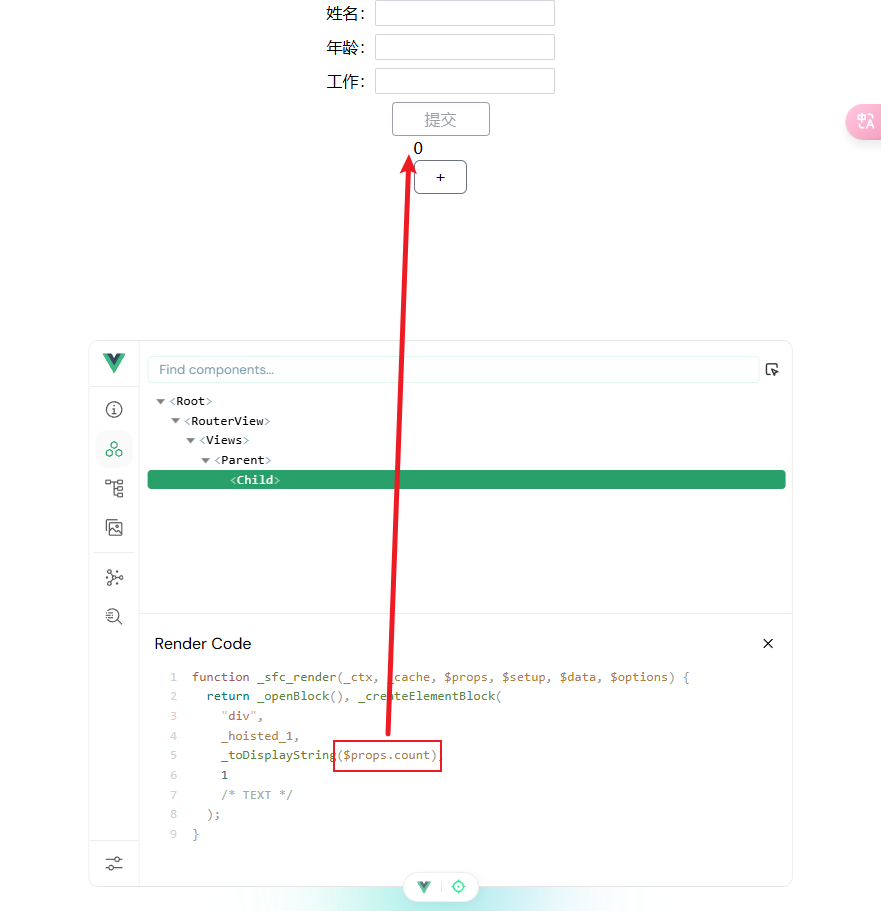 姓名：
年龄：
工作：
提交
0
+
中A
Find components...
<Root>
<RouterView>
<Views>
<Parent>
<Child>
Render Code
1 function _sfc_render(_ctx, _cache, $props, $setup, $data, $options) {
2 return _openBlock(), _createElementBlock(
3 "div",
4 _hoisted_1,
5 _toDisplayString($props.count)
6 1
7 /* TEXT */
8 );
9 }